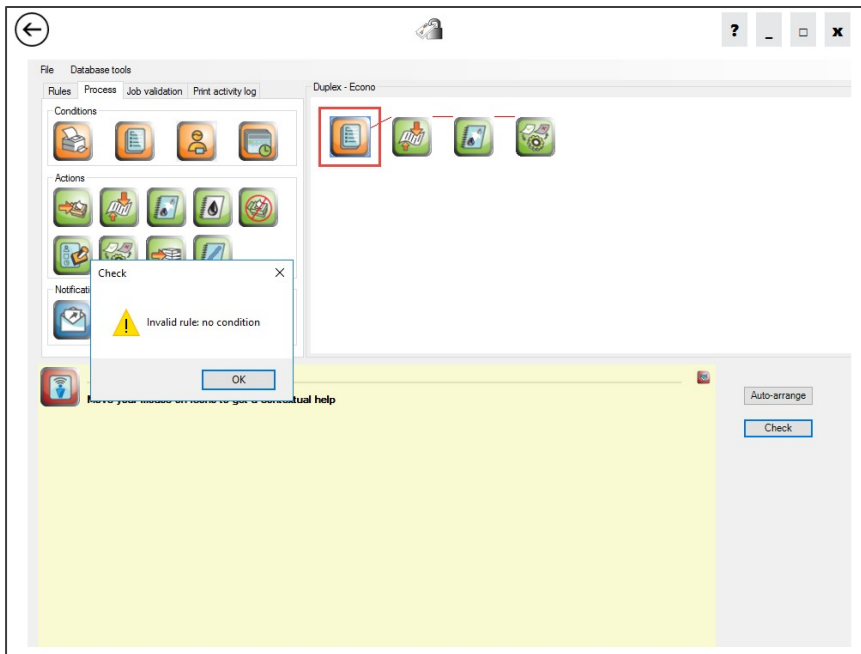 ? _ □ x
File Database tools
Rules Process Job validation Print activity log
Duplex - Econo
Conditions
Actions
Check
Notificati
Invalid rule: no condition
OK
Move your mouse on icons to get a contextual help
Auto-arrange
Check